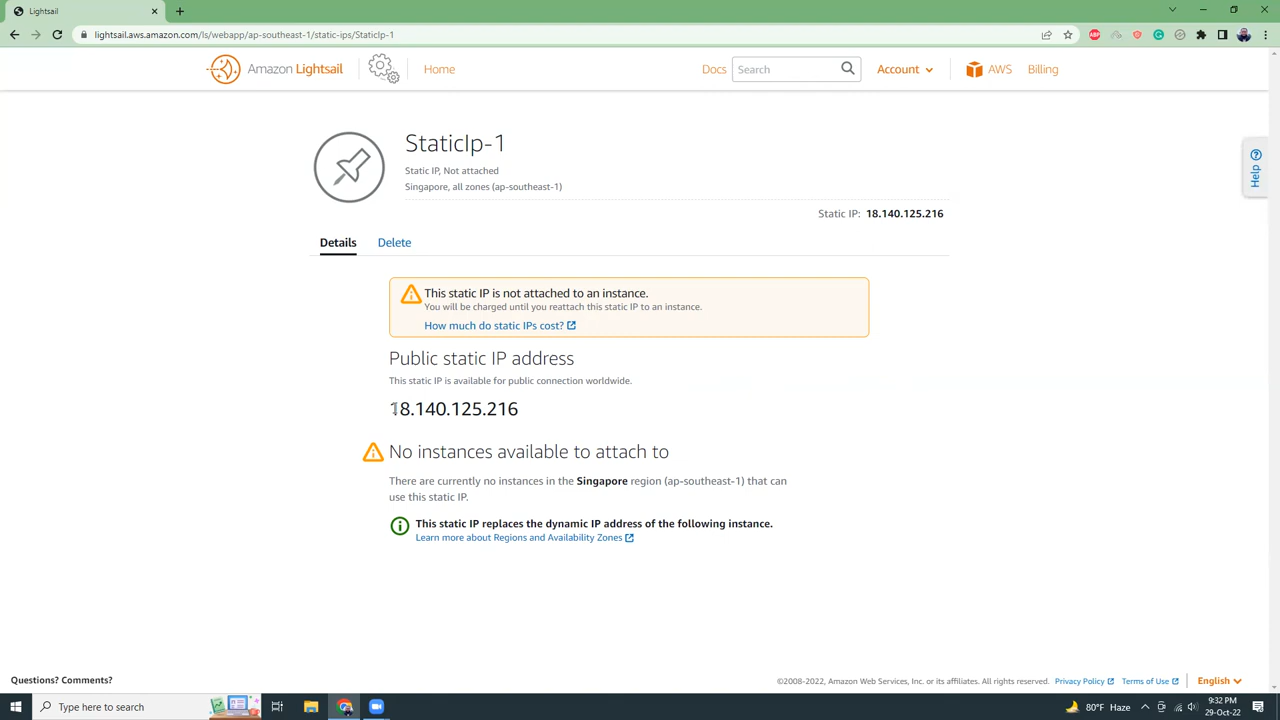 Lightsail
lightsail.aws.amazon.com/ls/webapp/ap-southeast-1/static-ips/StaticIp-1
ABP
Amazon Lightsail
Home
Docs
Search
Account
AWS
Billing
StaticIp-1
Static IP, Not attached
Singapore, all zones (ap-southeast-1)
Static IP: 18.140.125.216
Help
Details
Delete
This static IP is not attached to an instance.
You will be charged until you reattach this static IP to an instance.
How much do static IPs cost?
Public static IP address
This static IP is available for public connection worldwide.
18.140.125.216
No instances available to attach to
There are currently no instances in the Singapore region (ap-southeast-1) that can
use this static IP.
This static IP replaces the dynamic IP address of the following instance.
Learn more about Regions and Availability Zones
Questions? Comments?
©2008-2022, Amazon Web Services, Inc. or its affiliates. All rights reserved.
Privacy Policy
Terms of Use
English
Type here to search
80°F Haze
9:32 PM
29-Oct-22